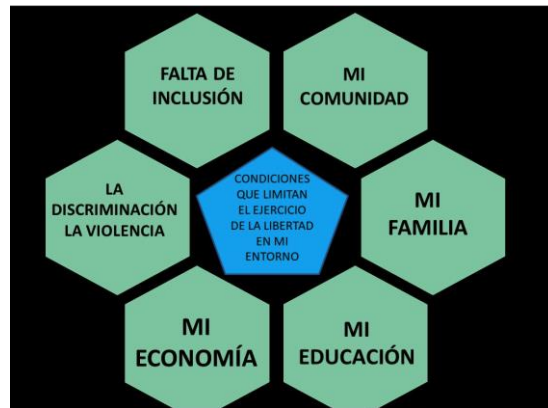 FALTA DE
INCLUSIÓN
MI
COMUNIDAD
LA
DISCRIMINACIÓN
LA VIOLENCIA
CONDICIONES
QUE LIMITAN
EL EJERCICIO
DE LA LIBERTAD
EN MI
ENTORNO
MI
FAMILIA
MI
ECONOMÍA
MI
EDUCACIÓN